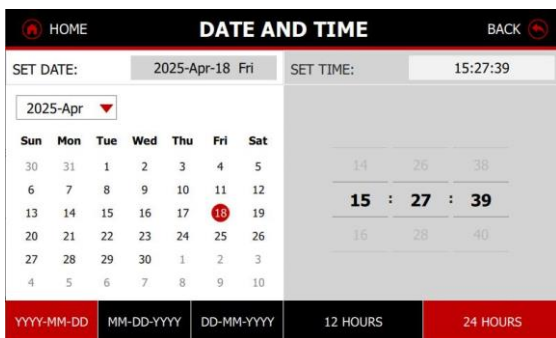 HOME DATE AND TIME BACK
SET DATE: 2025-Apr-18 Fri SET TIME: 15:27:39
2025-Apr
Sun Mon Tue Wed Thu Fri Sat
30 31 1 2 3 4 5
6 7 8 9 10 11 12
13 14 15 16 17 18 19
20 21 22 23 24 25 26
27 28 29 30 1 2 3
4 5 6 7 8 9 10
14 26 38
15 : 27 : 39
16 28 40
YYYY-MM-DD MM-DD-YYYY DD-MM-YYYY 12 HOURS 24 HOURS